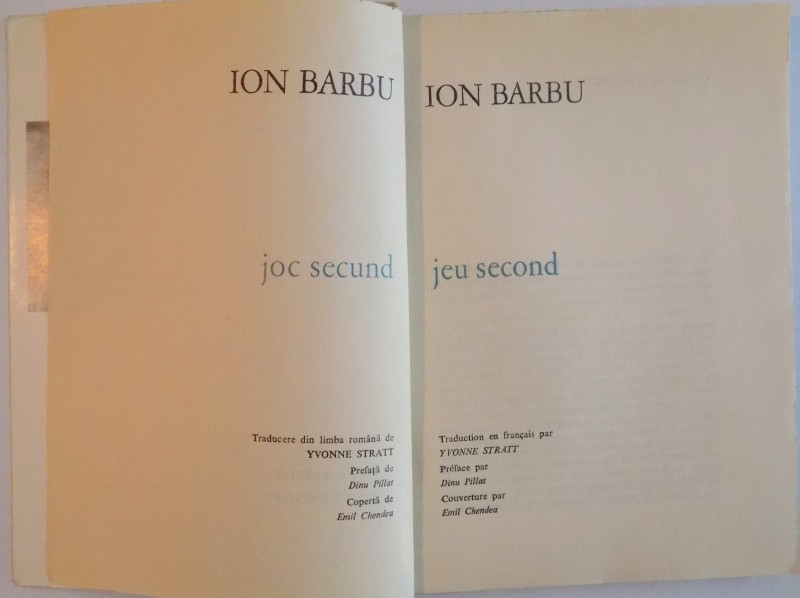 ION BARBU
joc secund
Traducere din limba română de
YVONNE STRATT
Prefaţă de
Dinu Pillat
Copertă de
Emil Chendea
ION BARBU
jeu second
Traduction en français par
YVONNE STRATT
Préface par
Dinu Pillat
Couverture par
Emil Chendea